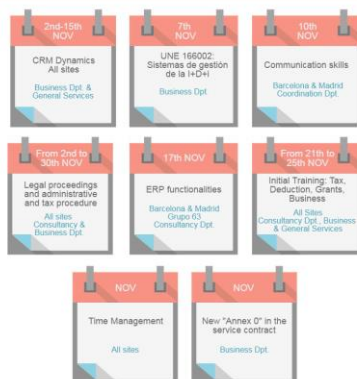 2nd-15th
NOV
CRM Dynamics
All sites
Business Dpt. &
General Services
7th
NOV
UNE 166002:
Sistemas de gestión
de la I+D+i
Business Dpt.
10th
NOV
Communication skills
Barcelona & Madrid
Coordination Dpt.
From 2nd to
30th NOV
Legal proceedings
and administrative
and tax procedure
All sites
Consultancy &
Business Dpt
17th NOV
ERP functionalities
Barcelona & Madrid
Grupo 63
Consultancy Dpt.
From 21th to
25th NOV
Initial Training: Tax,
Deduction, Grants,
Business
All Sites
Consultancy Dpt., Business
& General Services
NOV
Time Management
All sites
NOV
New "Annex 0" in the
service contract
Business Dpt.